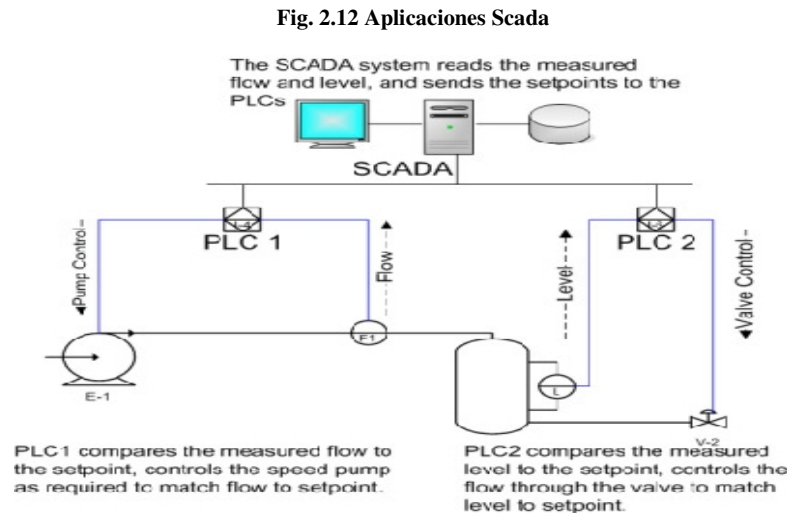 Fig. 2.12 Aplicaciones Scada
The SCADA system reads the measured
flow and level, and sends the setpoints to the
PLCs
SCADA
PLC 1
PLC 2
Pump Control
Flow
Level
Valve Control
F1
L
E-1
V-2
PLC1 compares the measured flow to
the setpoint, controls the speed pump
as required to match flow to setpoint.
PLC2 compares the measured
level to the setpoint, controls the
flow through the valve to match
level to setpoint.